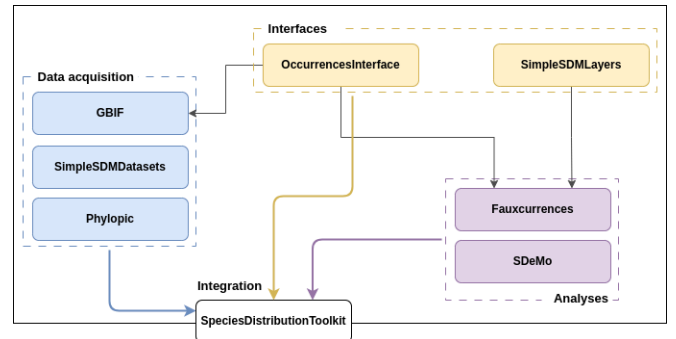 Interfaces
OccurrencesInterface
SimpleSDMLayers
Data acquisition
GBIF
SimpleSDMDatasets
Phylopic
Fauxcurrences
SDeMo
Analyses
Integration
SpeciesDistributionToolkit